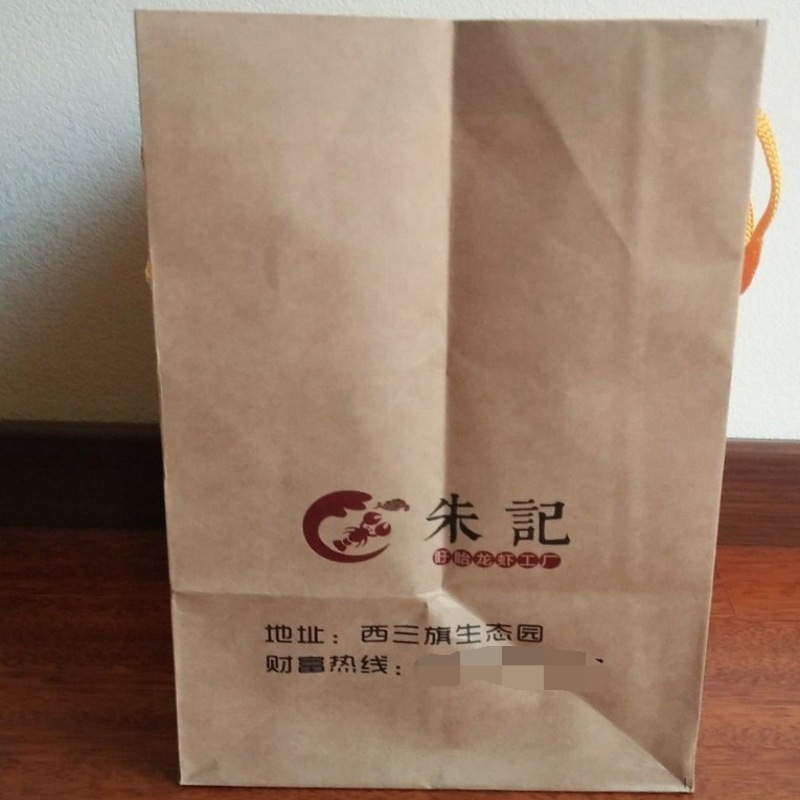 朱記
盱眙龙虾工厂
地址：西三旗生态园
财富热线：